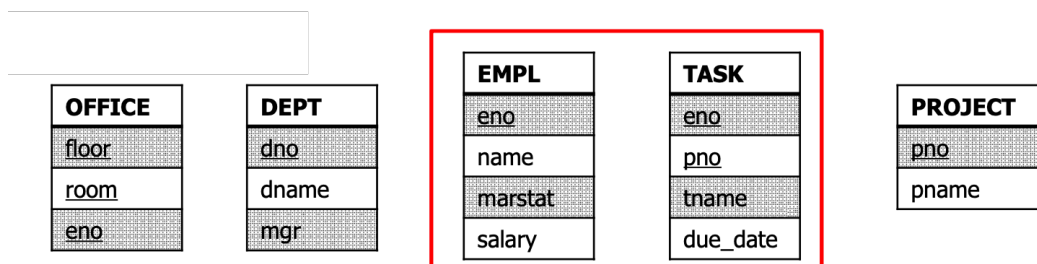 OFFICE
floor
room
eno
DEPT
dno
dname
mgr
EMPL
eno
name
marstat
salary
TASK
eno
pno
tname
due_date
PROJECT
pno
pname